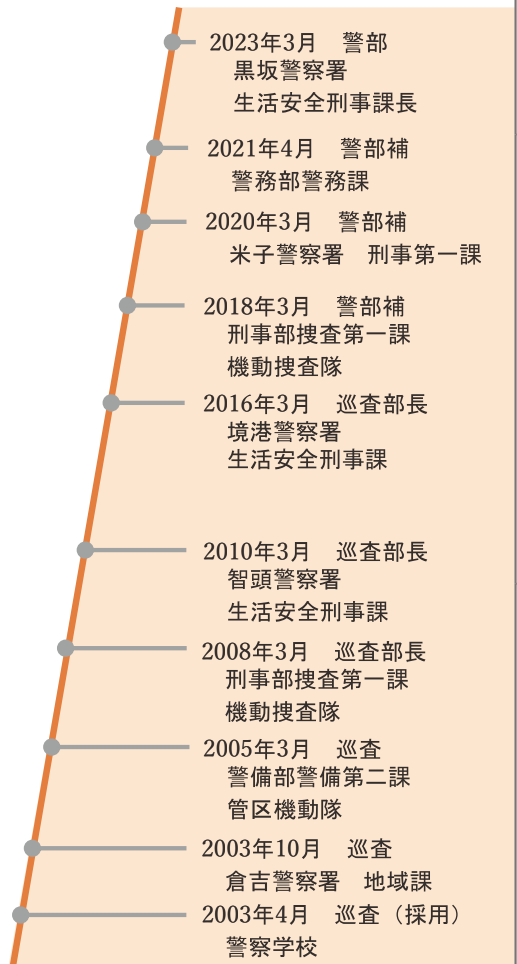 2023年3月　警部
黒坂警察署
生活安全刑事課長
2021年4月　警部補
警務部警務課
2020年3月　警部補
米子警察署　刑事第一課
2018年3月　警部補
刑事部捜査第一課
機動捜査隊
2016年3月　巡査部長
境港警察署
生活安全刑事課
2010年3月　巡査部長
智頭警察署
生活安全刑事課
2008年3月　巡査部長
刑事部捜査第一課
機動捜査隊
2005年3月　巡査
警備部警備第二課
管区機動隊
2003年10月　巡査
倉吉警察署　地域課
2003年4月　巡査（採用）
警察学校